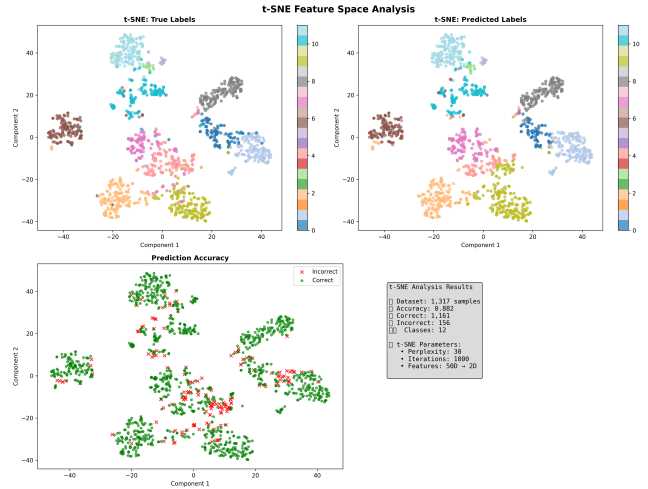 t-SNE Feature Space Analysis
t-SNE: True Labels
Component 2
40
20
0
−20
−40
−40
−20
0
20
40
Component 1
10
8
6
4
2
0
t-SNE: Predicted Labels
Component 2
40
20
0
−20
−40
−40
−20
0
20
40
Component 1
10
8
6
4
2
0
Prediction Accuracy
Incorrect
Correct
Component 2
40
20
0
−20
−40
−40
−20
0
20
40
Component 1
t-SNE Analysis Results
Dataset: 1,317 samples
Accuracy: 0.882
Correct: 1,161
Incorrect: 156
Classes: 12
t-SNE Parameters:
• Perplexity: 30
• Iterations: 1000
• Features: 50D → 2D